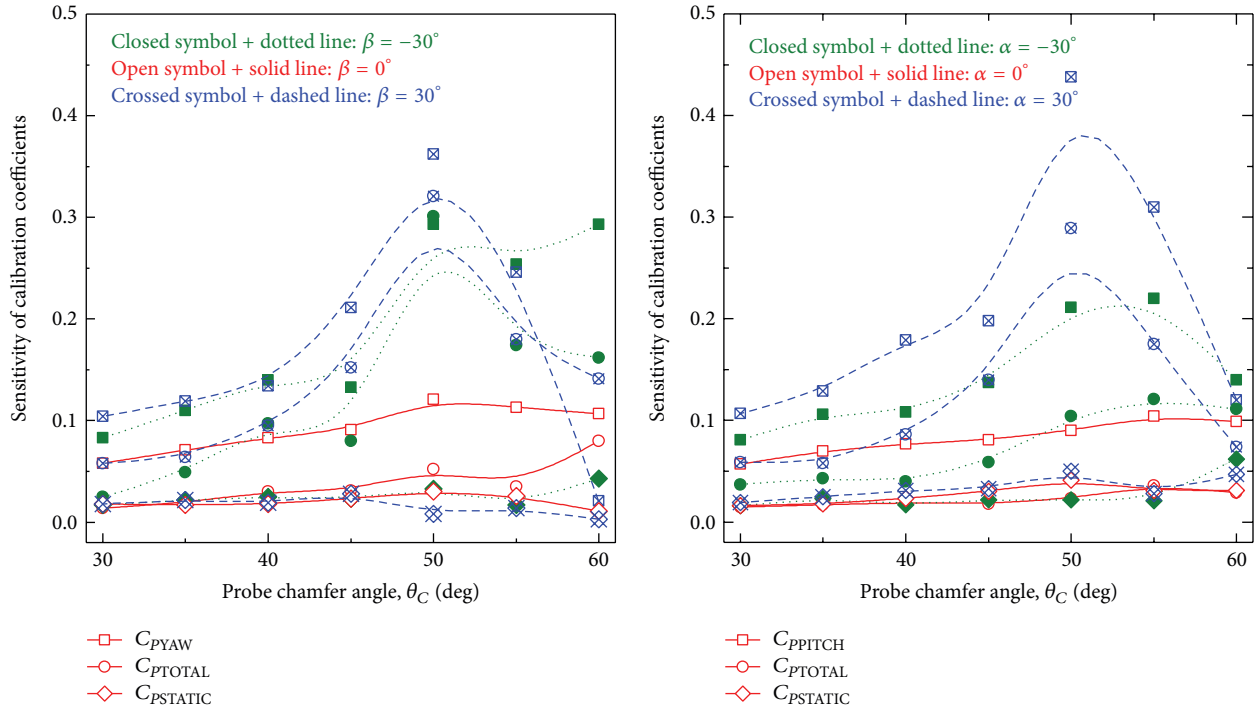 0.5
0.4
0.3
0.2
0.1
0.0
Sensitivity of calibration coefficients
Closed symbol + dotted line: β = −30°
Open symbol + solid line: β = 0°
Crossed symbol + dashed line: β = 30°
30
40
50
60
Probe chamfer angle, θC (deg)
CPYAW
CPTOTAL
CPSTATIC
0.5
0.4
0.3
0.2
0.1
0.0
Sensitivity of calibration coefficients
Closed symbol + dotted line: α = −30°
Open symbol + solid line: α = 0°
Crossed symbol + dashed line: α = 30°
30
40
50
60
Probe chamfer angle, θC (deg)
CPPITCH
CPTOTAL
CPSTATIC